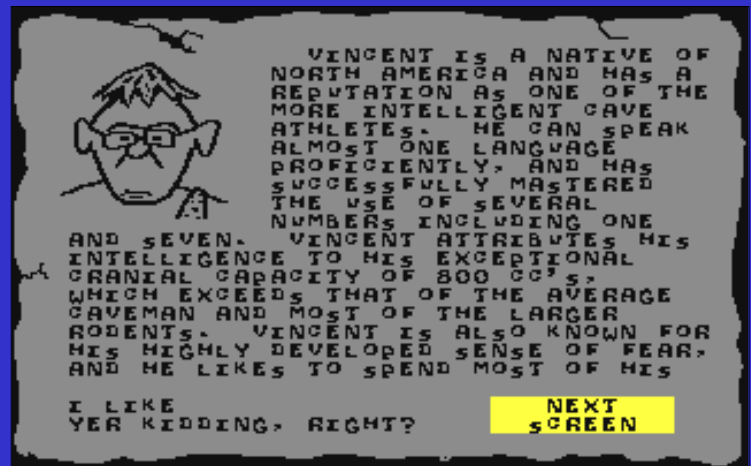 VINCENT IS A NATIVE OF
NORTH AMERICA AND HAS A
REPUTATION AS ONE OF THE
MORE INTELLIGENT CAVE
ATHLETES. HE CAN SPEAK
ALMOST ONE LANGUAGE
PROFICIENTLY, AND HAS
SUCCESSFULLY MASTERED
THE USE OF SEVERAL
NUMBERS INCLUDING ONE
AND SEVEN. VINCENT ATTRIBUTES HIS
INTELLIGENCE TO HIS EXCEPTIONAL
CRANIAL CAPACITY OF 800 CC'S,
WHICH EXCEEDS THAT OF THE AVERAGE
CAVEMAN AND MOST OF THE LARGER
RODENTS. VINCENT IS ALSO KNOWN FOR
HIS HIGHLY DEVELOPED SENSE OF FEAR,
AND HE LIKES TO SPEND MOST OF HIS
I LIKE
YER KIDDING, RIGHT?
NEXT
SCREEN